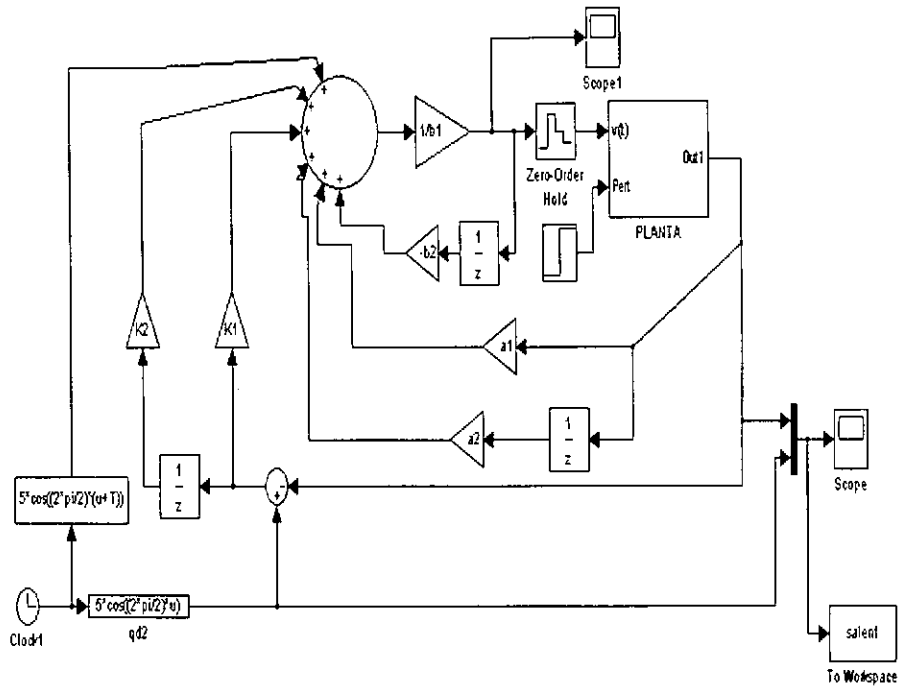 Scope1
+
+
+
+
+
+
1/b1
v(t)
Out1
Pert
Zero-Order
Hold
PLANTA
-b2
1
z
K2
K1
a1
a2
1
z
1
z
+
-
Scope
5*cos((2*pi/2)*(u+T))
Clock1
5*cos((2*pi/2)*u)
qd2
salent
To Workspace